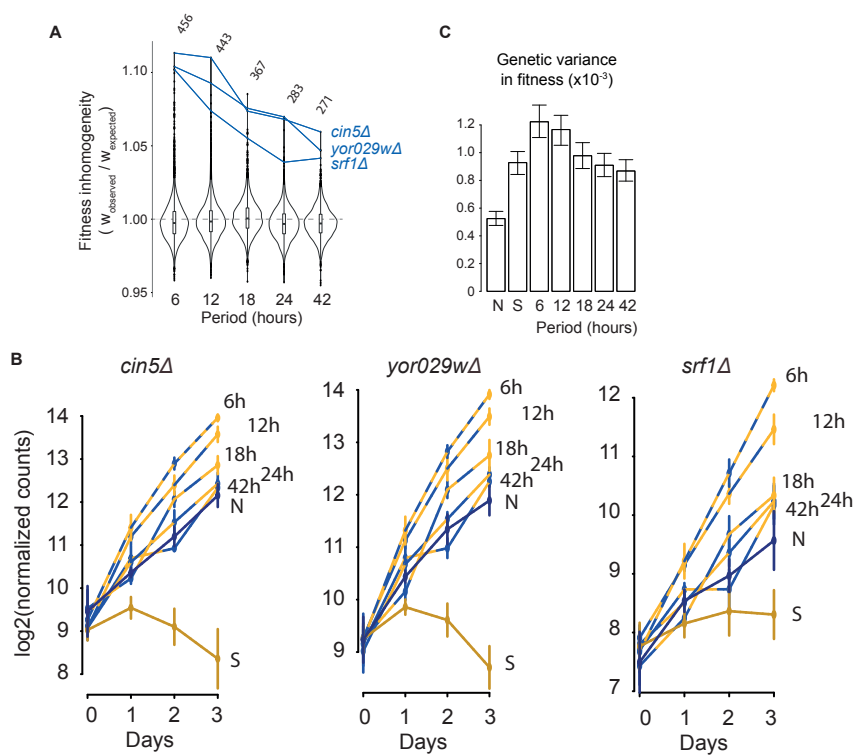 A
456
443
367
283
271
1.10
1.05
1.00
0.95
Fitness inhomogeneity
( w observed / w expected )
cin5Δ
yor029wΔ
srf1Δ
6 12 18 24 42
Period (hours)
C
Genetic variance
in fitness (x10-3)
1.2
1.0
0.8
0.6
0.4
0.2
0
N S 6 12 18 24 42
Period (hours)
B
cin5Δ
log2(normalized counts)
14
13
12
11
10
9
8
6h
12h
18h
24h
42h
N
S
0 1 2 3
Days
yor029wΔ
14
13
12
11
10
9
6h
12h
18h
24h
42h
N
S
0 1 2 3
Days
srf1Δ
12
11
10
9
8
7
6h
12h
18h
24h
42h
N
S
0 1 2 3
Days